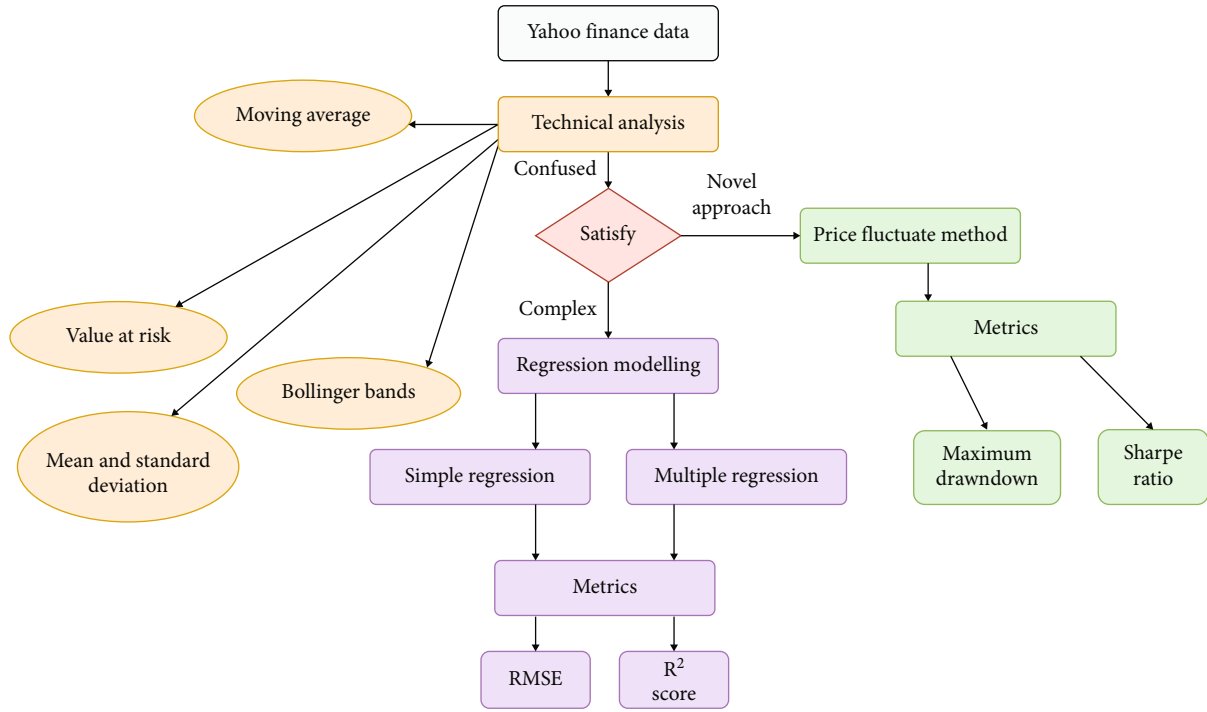 Yahoo finance data
Moving average
Technical analysis
Confused
Novel
approach
Satisfy
Price fluctuate method
Complex
Value at risk
Metrics
Regression modelling
Bollinger bands
Mean and standard
deviation
Simple regression
Multiple regression
Maximum
drawndown
Sharpe
ratio
Metrics
RMSE
R²
score